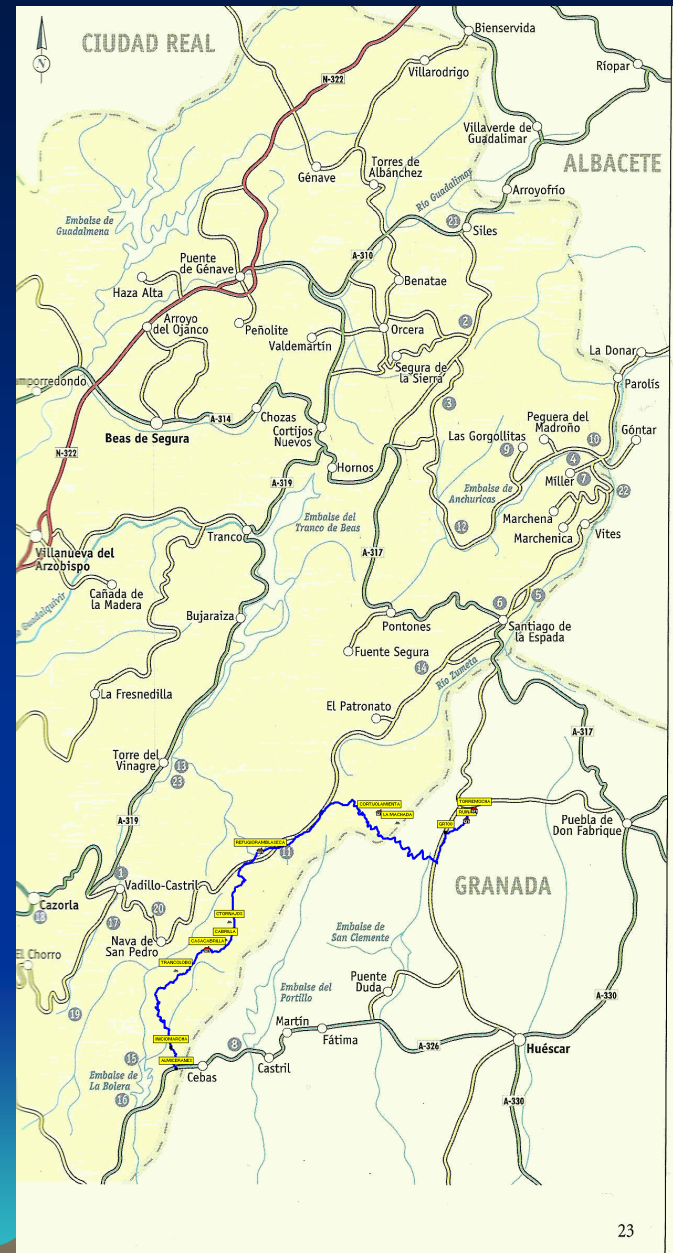 CIUDAD REAL
N
Bienservida
N-322
Villarodrigo
Ríopar
Villaverde de
Guadalimar
ALBACETE
Torres de
Albánchez
Génave
Río Guadalimar
Arroyofrío
Embalse de
Guadalmena
21
Siles
A-310
Puente
de Génave
Haza Alta
Benatae
Arroyo
del Ojanco
Peñolite
Valdemartín
Orcera
2
Segura de
la Sierra
La Donar
Parolís
mporredondo
3
Chozas
A-314
Beas de Segura
Cortijos
Nuevos
Peguera del
Madroño
Las Gorgollitas
9
10
Góntar
N-322
Hornos
A-319
4
Miller
7
22
Embalse de
Anchuricas
Embalse del
Tranco de Beas
Marchena
12
Marchenica
Vites
Tranco
Villanueva del
Arzobispo
A-317
Cañada de
la Madera
Guadalquivir
Bujaraiza
5
6
Pontones
Santiago de
la Espada
Fuente Segura
14
Río Zumeta
La Fresnedilla
El Patronato
A-317
Torre del
Vinagre
13
23
CORTIJOLAMIENTA
TORREMOCHA
LA MACHADA
A-319
Puebla de
Don Fabrique
REFUGIORAMBLASECA
11
1
Vadillo-Castril
GRANADA
Cazorla
18
17
20
CTORNAJOS
CABRILLA
CASACABRILLA
Nava de
San Pedro
Embalse de
San Clemente
El Chorro
TRANCOLOBO
Puente
Duda
Embalse del
Portillo
A-330
19
Martín
Fátima
INICIOMARCHA
8
A-326
Huéscar
15
Castril
Cebas
Embalse de
La Bolera
16
A-330
23